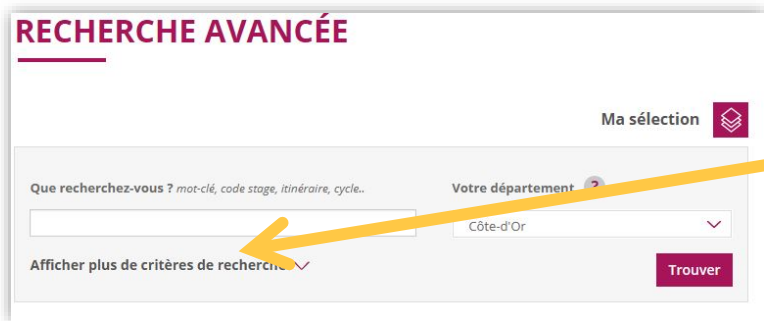 RECHERCHE AVANCÉE
Ma sélection
Que recherchez-vous ? mot-clé, code stage, itinéraire, cycle..
Votre département ?
Côte-d'Or
Afficher plus de critères de recherche
Trouver